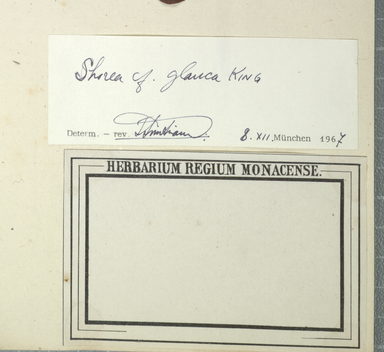 Shorea cf. glauca KING
Determ. – rev.
8. XII, München 1967
HERBARIUM REGIUM MONACENSE.